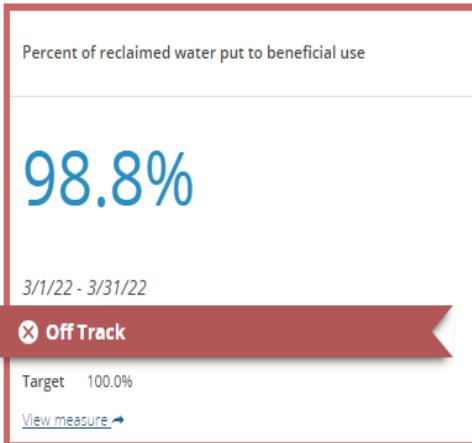 Percent of reclaimed water put to beneficial use
98.8%
3/1/22 - 3/31/22
Off Track
Target 100.0%
View measure